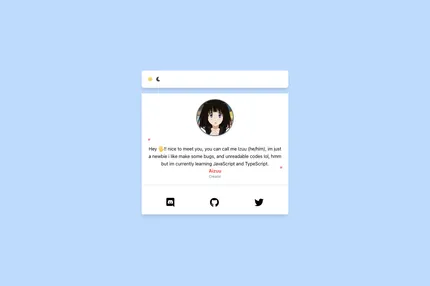 Hey 🖐!! nice to meet you, you can call me Izuu (he/him), im just
a newbie i like make some bugs, and unreadable codes lol, hmm
but im currently learning JavaScript and TypeScript.
Creator